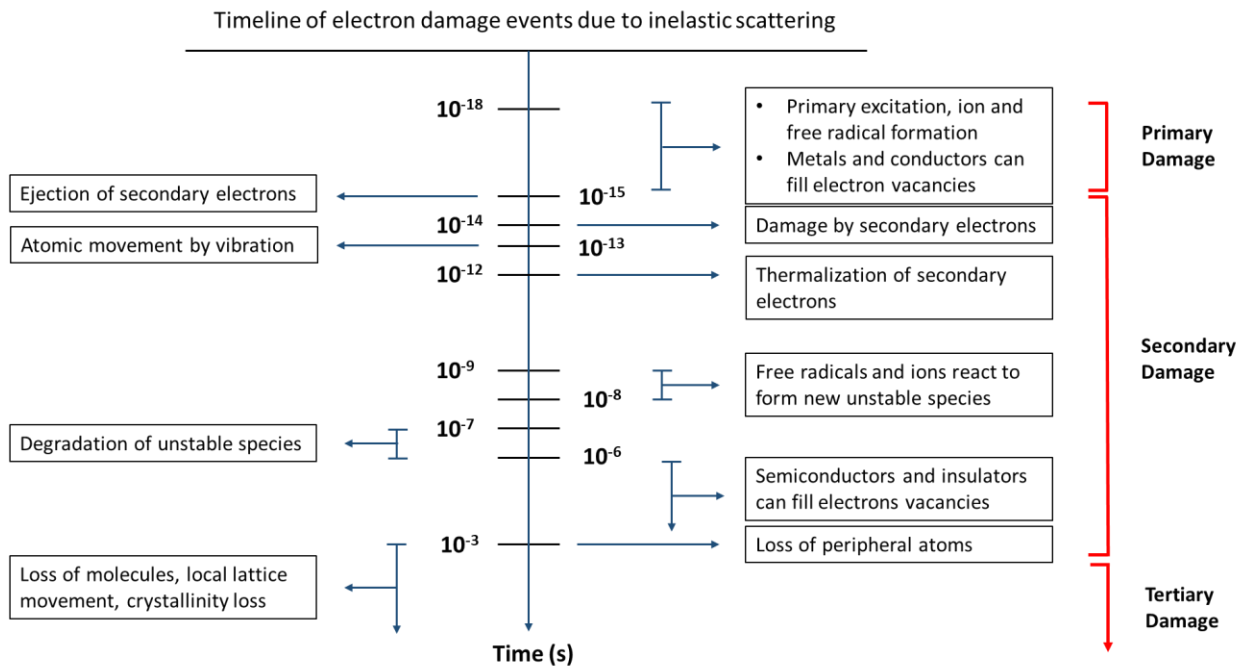 Timeline of electron damage events due to inelastic scattering
10⁻¹⁸
• Primary excitation, ion and
free radical formation
• Metals and conductors can
fill electron vacancies
Primary
Damage
Ejection of secondary electrons
10⁻¹⁵
10⁻¹⁴
Damage by secondary electrons
Atomic movement by vibration
10⁻¹³
10⁻¹²
Thermalization of secondary
electrons
Secondary
Damage
10⁻⁹
Free radicals and ions react to
form new unstable species
10⁻⁸
10⁻⁷
Degradation of unstable species
10⁻⁶
Semiconductors and insulators
can fill electrons vacancies
10⁻³
Loss of peripheral atoms
Loss of molecules, local lattice
movement, crystallinity loss
Tertiary
Damage
Time (s)